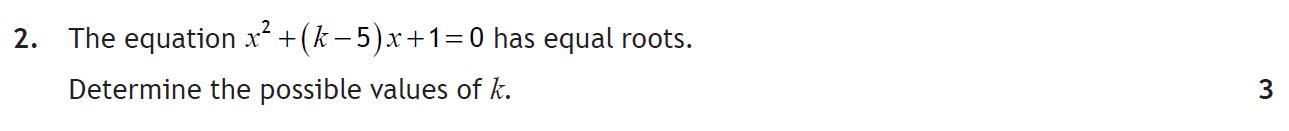 2. The equation x² + (k – 5)x + 1 = 0 has equal roots.
Determine the possible values of k. 3